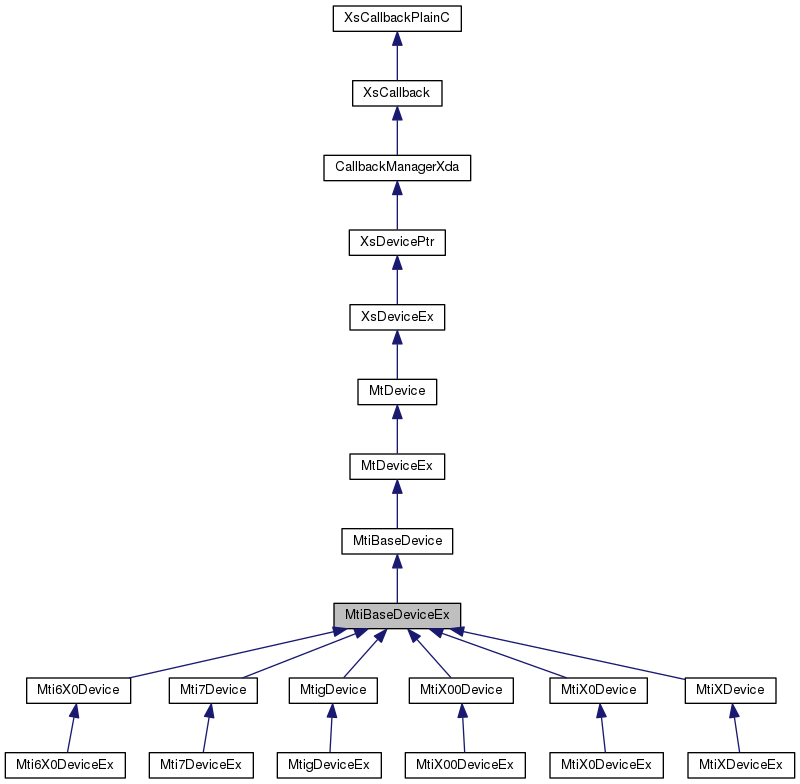 XsCallbackPlainC
XsCallback
CallbackManagerXda
XsDevicePtr
XsDeviceEx
MtDevice
MtDeviceEx
MtiBaseDevice
MtiBaseDeviceEx
Mti6X0Device
Mti7Device
MtigDevice
MtiX00Device
MtiX0Device
MtiXDevice
Mti6X0DeviceEx
Mti7DeviceEx
MtigDeviceEx
MtiX00DeviceEx
MtiX0DeviceEx
MtiXDeviceEx